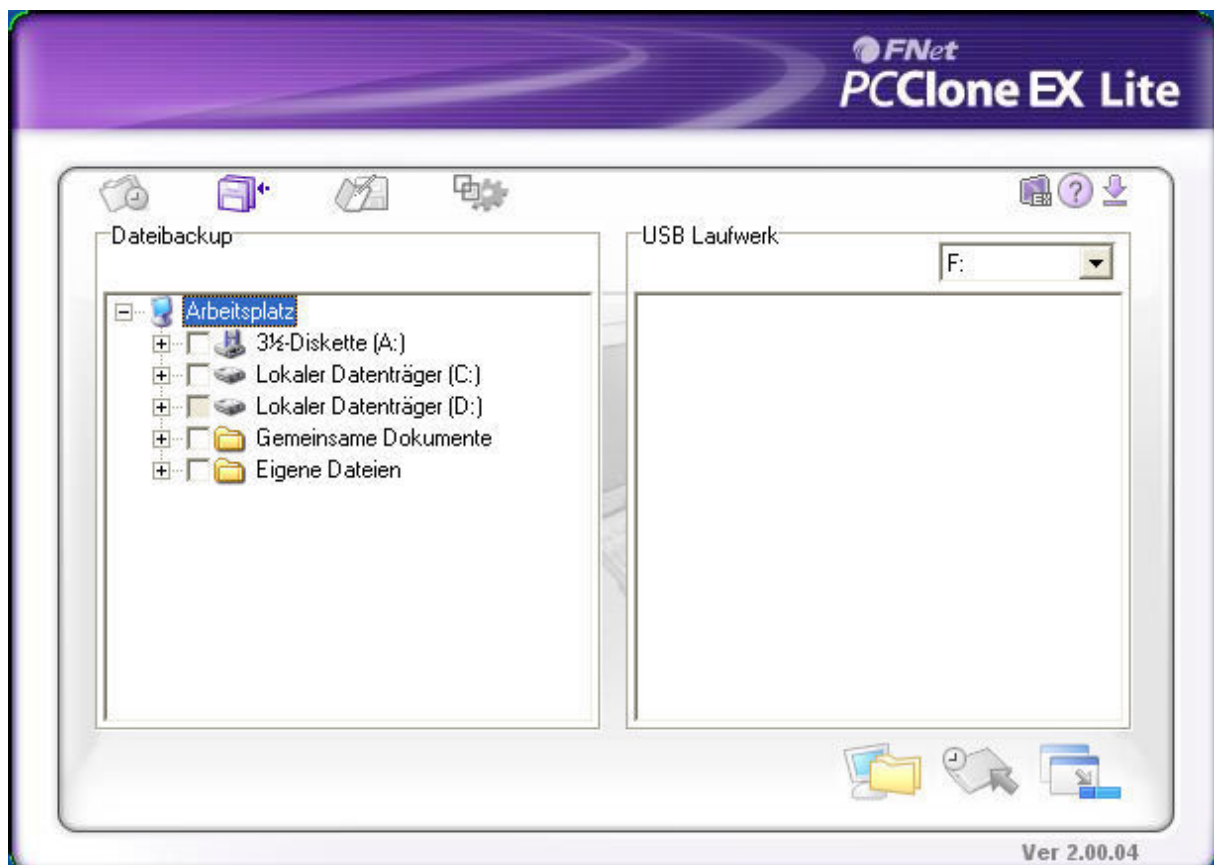 FNet
PCClone EX Lite
EX
?
Dateibackup
USB Laufwerk
F:
Arbeitsplatz
3½-Diskette (A:)
Lokaler Datenträger (C:)
Lokaler Datenträger (D:)
Gemeinsame Dokumente
Eigene Dateien
Ver 2.00.04